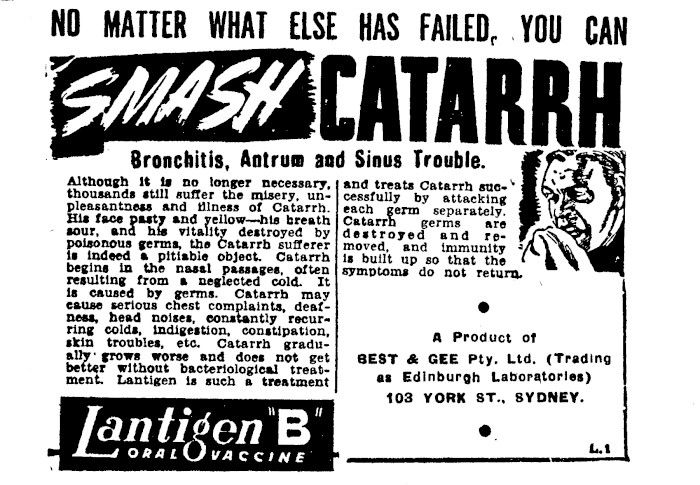 NO MATTER WHAT ELSE HAS FAILED, YOU CAN
SMASH CATARRH
Bronchitis, Antrum and Sinus Trouble.
Although it is no longer necessary,
thousands still suffer the misery, un-
pleasantness and illness of Catarrh.
His face pasty and yellow—his breath
sour, and his vitality destroyed by
poisonous germs, the Catarrh sufferer
is indeed a pitiable object. Catarrh
begins in the nasal passages, often
resulting from a neglected cold. It
is caused by germs. Catarrh may
cause serious chest complaints, deaf-
ness, head noises, constantly recur-
ring colds, indigestion, constipation,
skin troubles, etc. Catarrh gradu-
ally grows worse and does not get
better without bacteriological treat-
ment. Lantigen is such a treatment
and treats Catarrh suc-
cessfully by attacking
each germ separately.
Catarrh germs are
destroyed and re-
moved, and immunity
is built up so that the
symptoms do not return.
A Product of
BEST & GEE Pty. Ltd. (Trading
as Edinburgh Laboratories)
103 YORK ST., SYDNEY.
L.1
Lantigen "B"
ORAL VACCINE